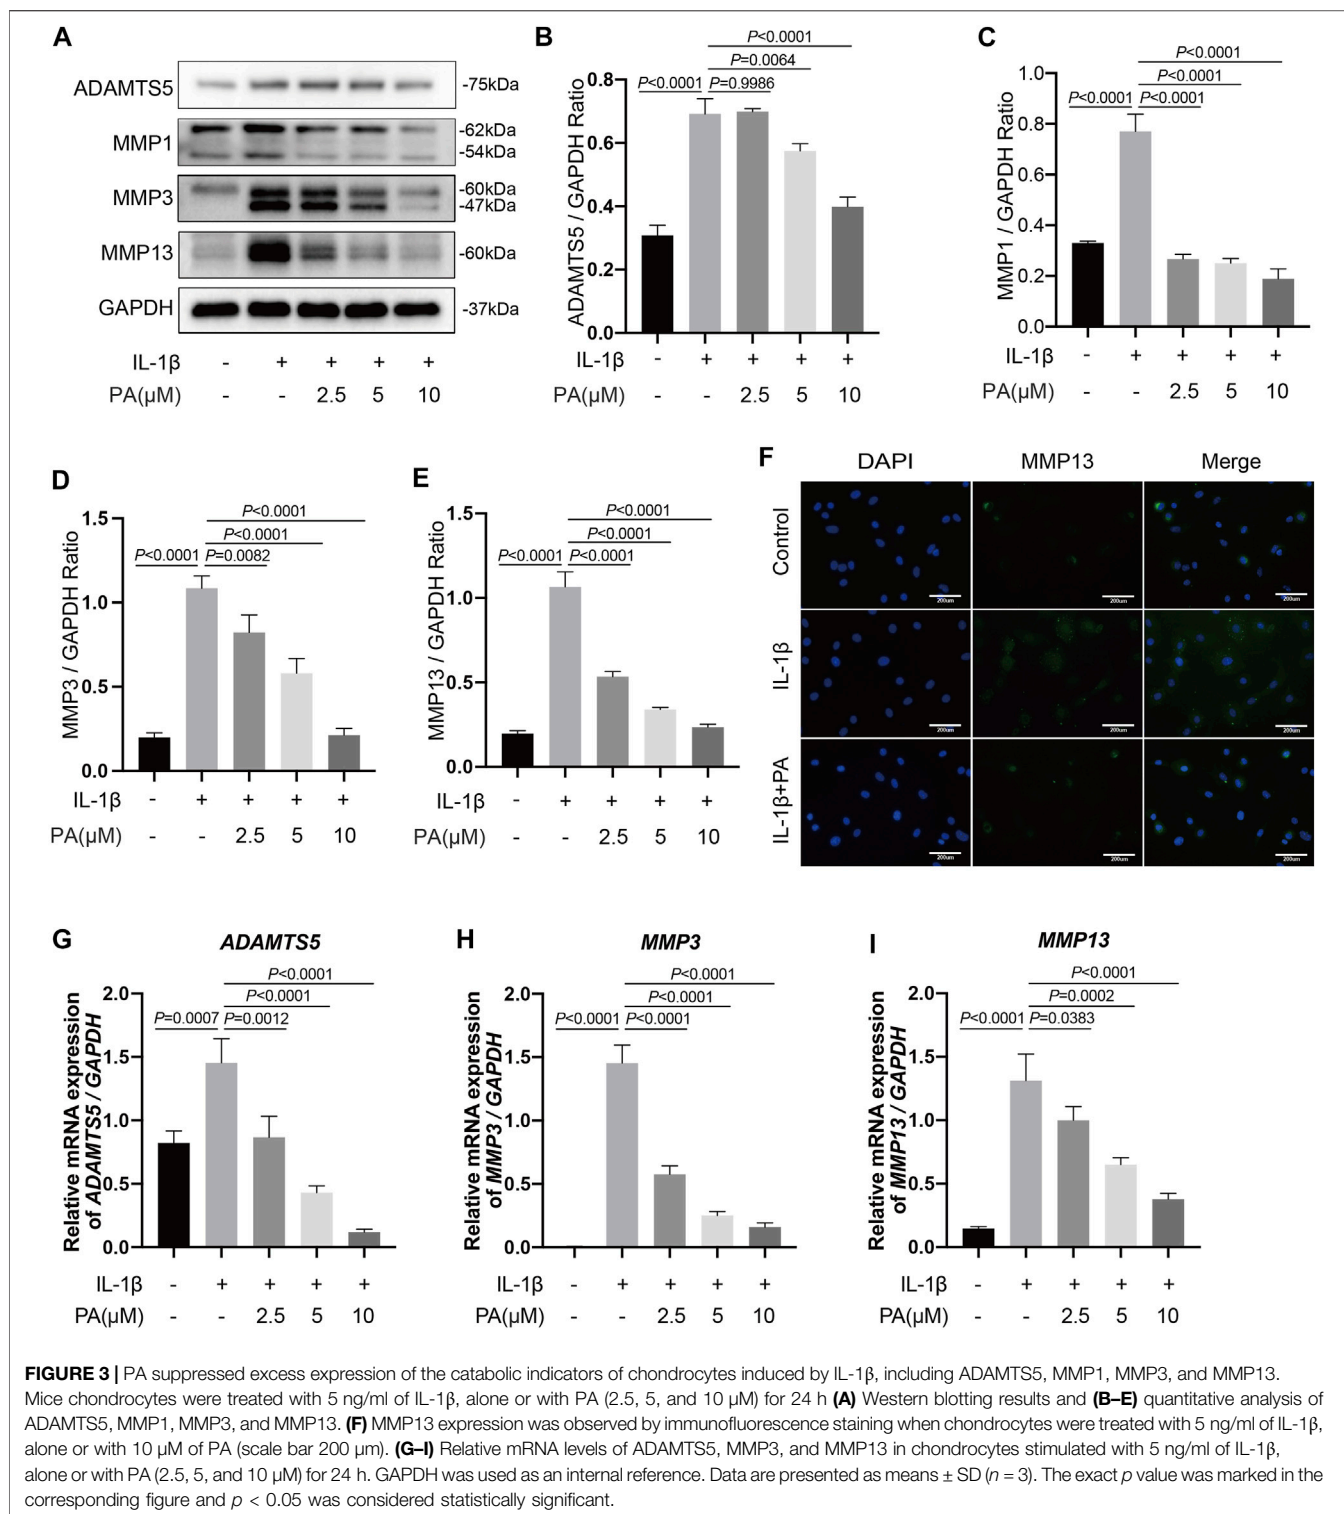 A
ADAMTS5
-75kDa
MMP1
-62kDa
-54kDa
MMP3
-60kDa
-47kDa
MMP13
-60kDa
GAPDH
-37kDa
IL-1β - + + + +
PA(μM) - - 2.5 5 10
B
P<0.0001
P=0.0064
P<0.0001 P=0.9986
ADAMTS5 / GAPDH Ratio
0.8
0.6
0.4
0.2
0.0
IL-1β - + + + +
PA(μM) - - 2.5 5 10
C
P<0.0001
P<0.0001
P<0.0001 P<0.0001
MMP1 / GAPDH Ratio
1.0
0.8
0.6
0.4
0.2
0.0
IL-1β - + + + +
PA(μM) - - 2.5 5 10
D
P<0.0001
P<0.0001
P<0.0001 P=0.0082
MMP3 / GAPDH Ratio
1.5
1.0
0.5
0.0
IL-1β - + + + +
PA(μM) - - 2.5 5 10
E
P<0.0001
P<0.0001
P<0.0001 P<0.0001
MMP13 / GAPDH Ratio
1.5
1.0
0.5
0.0
IL-1β - + + + +
PA(μM) - - 2.5 5 10
F
DAPI MMP13 Merge
Control
200um 200um 200um
IL-1β
200um 200um 200um
IL-1β+PA
200um 200um 200um
G
ADAMTS5
P<0.0001
P<0.0001
P=0.0007 P=0.0012
Relative mRNA expression
of ADAMTS5 / GAPDH
2.0
1.5
1.0
0.5
0.0
IL-1β - + + + +
PA(μM) - - 2.5 5 10
H
MMP3
P<0.0001
P<0.0001
P<0.0001 P<0.0001
Relative mRNA expression
of MMP3 / GAPDH
2.0
1.5
1.0
0.5
0.0
IL-1β - + + + +
PA(μM) - - 2.5 5 10
I
MMP13
P<0.0001
P=0.0002
P<0.0001 P=0.0383
Relative mRNA expression
of MMP13 / GAPDH
2.0
1.5
1.0
0.5
0.0
IL-1β - + + + +
PA(μM) - - 2.5 5 10
FIGURE 3 | PA suppressed excess expression of the catabolic indicators of chondrocytes induced by IL-1β, including ADAMTS5, MMP1, MMP3, and MMP13.
Mice chondrocytes were treated with 5 ng/ml of IL-1β, alone or with PA (2.5, 5, and 10 μM) for 24 h (A) Western blotting results and (B–E) quantitative analysis of
ADAMTS5, MMP1, MMP3, and MMP13. (F) MMP13 expression was observed by immunofluorescence staining when chondrocytes were treated with 5 ng/ml of IL-1β,
alone or with 10 μM of PA (scale bar 200 μm). (G–I) Relative mRNA levels of ADAMTS5, MMP3, and MMP13 in chondrocytes stimulated with 5 ng/ml of IL-1β,
alone or with PA (2.5, 5, and 10 μM) for 24 h. GAPDH was used as an internal reference. Data are presented as means ± SD (n = 3). The exact p value was marked in the
corresponding figure and p < 0.05 was considered statistically significant.